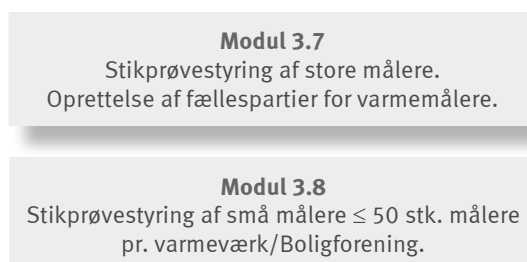 Modul 3.7
Stikprøvestyring af store målere.
Oprettelse af fællespartier for varmemålere.
Modul 3.8
Stikprøvestyring af små målere ≤ 50 stk. målere
pr. varmeværk/Boligforening.